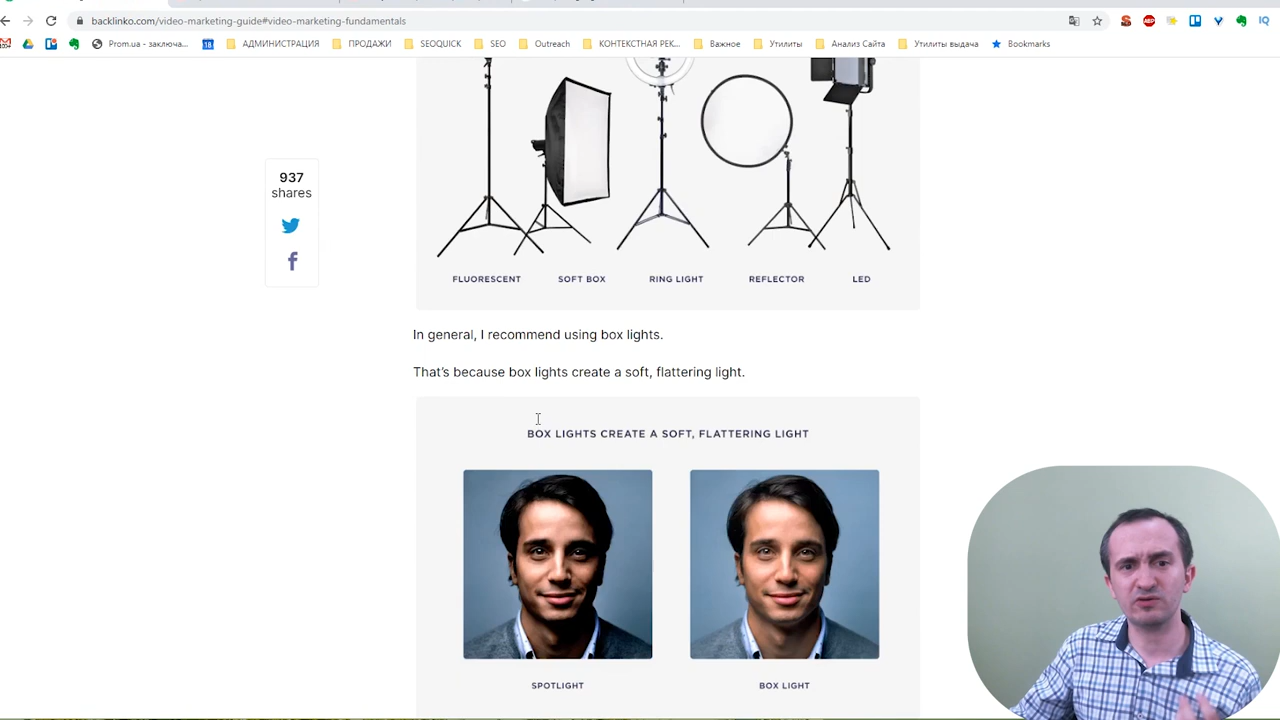 backlinko.com/video-marketing-guide#video-marketing-fundamentals
Prom.ua - заключа...
18
АДМИНИСТРАЦИЯ
ПРОДАЖИ
SEOQUICK
SEO
Outreach
КОНТЕКСТНАЯ РЕК...
Важное
Утилиты
Анализ Сайта
Утилиты выдача
Bookmarks
937
shares
FLUORESCENT
SOFT BOX
RING LIGHT
REFLECTOR
LED
In general, I recommend using box lights.
That's because box lights create a soft, flattering light.
BOX LIGHTS CREATE A SOFT, FLATTERING LIGHT
SPOTLIGHT
BOX LIGHT